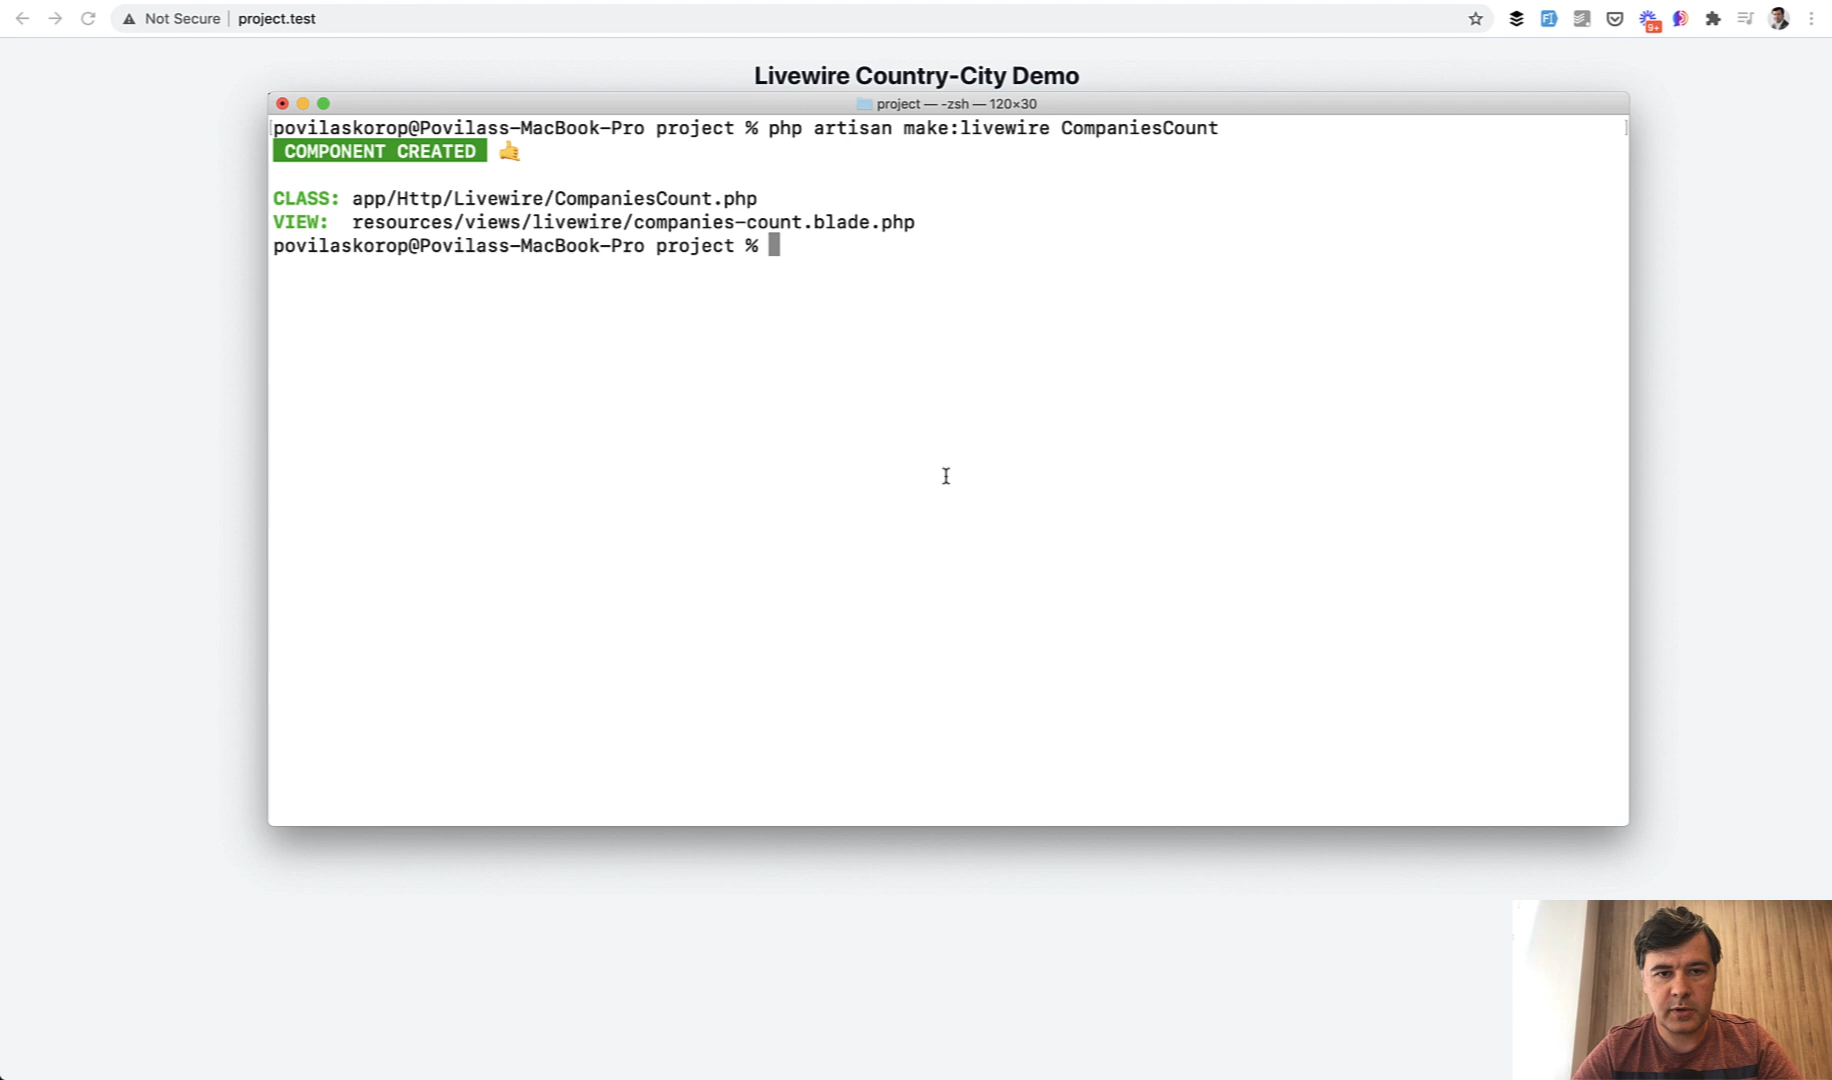 Not Secure | project.test
9+
Livewire Country-City Demo
project — -zsh — 120×30
povilaskorop@Povilass-MacBook-Pro project % php artisan make:livewire CompaniesCount
COMPONENT CREATED 🤙
CLASS: app/Http/Livewire/CompaniesCount.php
VIEW: resources/views/livewire/companies-count.blade.php
povilaskorop@Povilass-MacBook-Pro project %